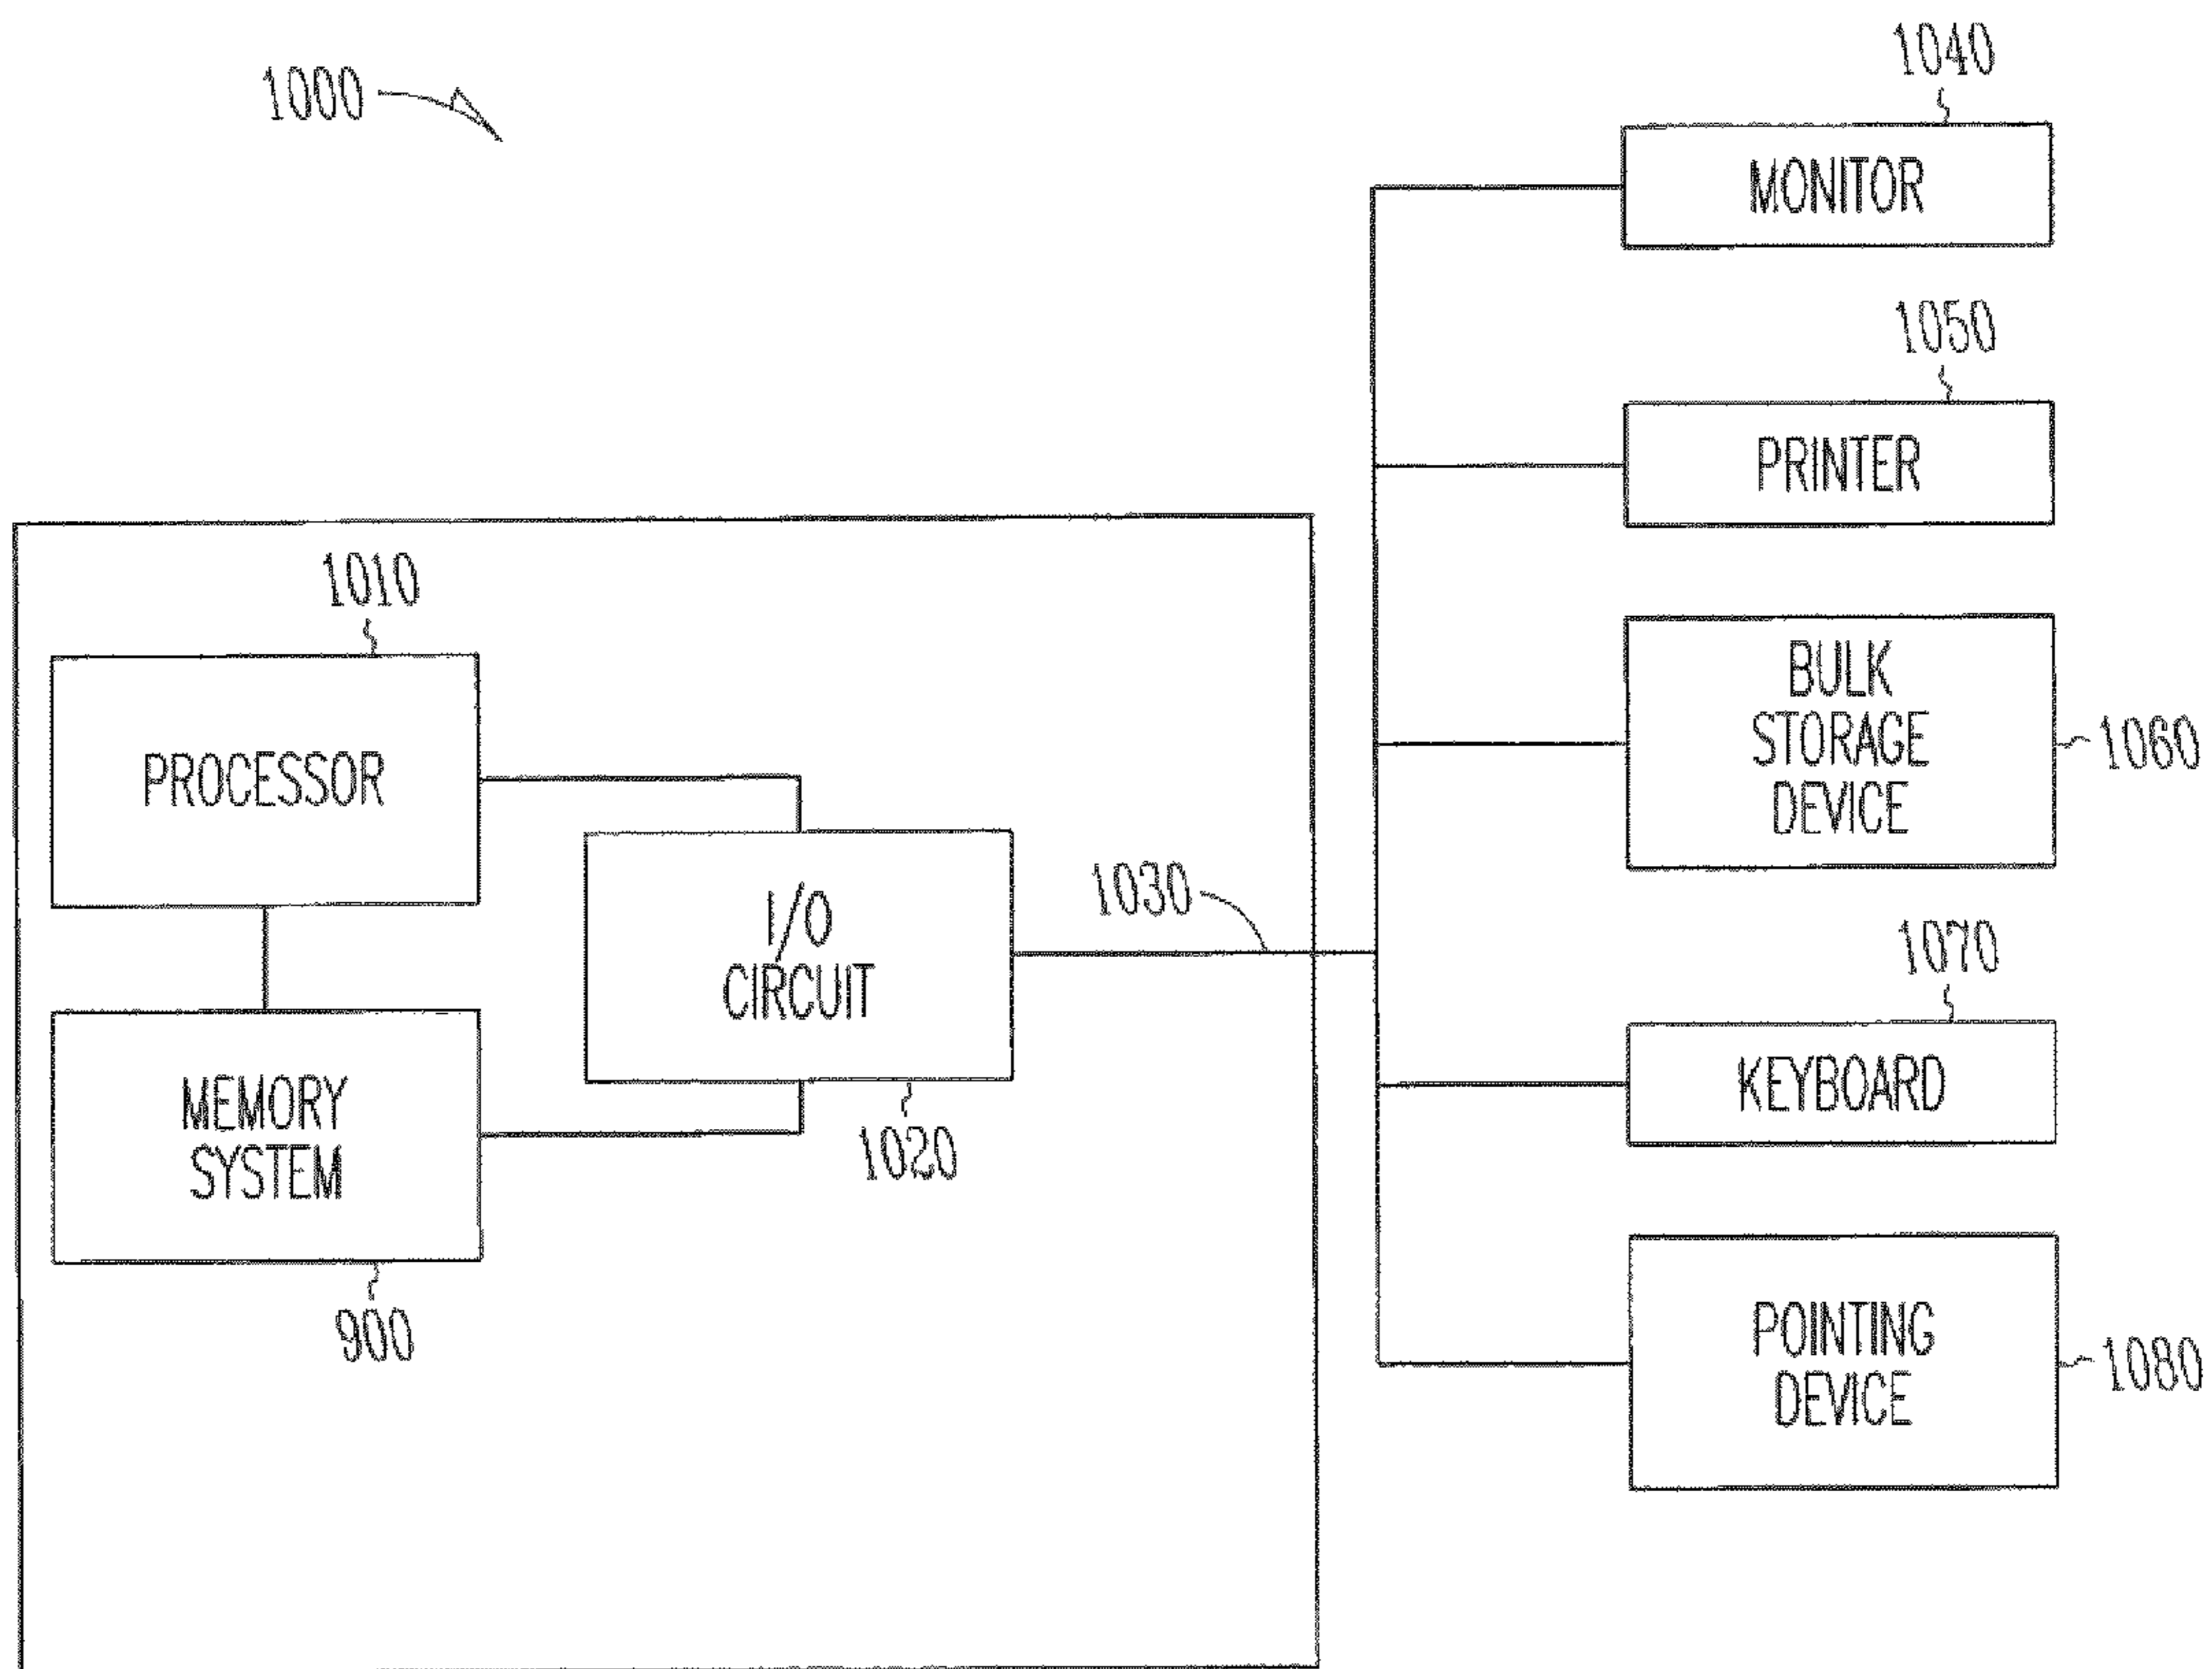 1000
1040
MONITOR
1050
PRINTER
BULK
STORAGE
DEVICE
1060
1010
PROCESSOR
I/O
CIRCUIT
1030
1020
MEMORY
SYSTEM
900
1070
KEYBOARD
POINTING
DEVICE
1080